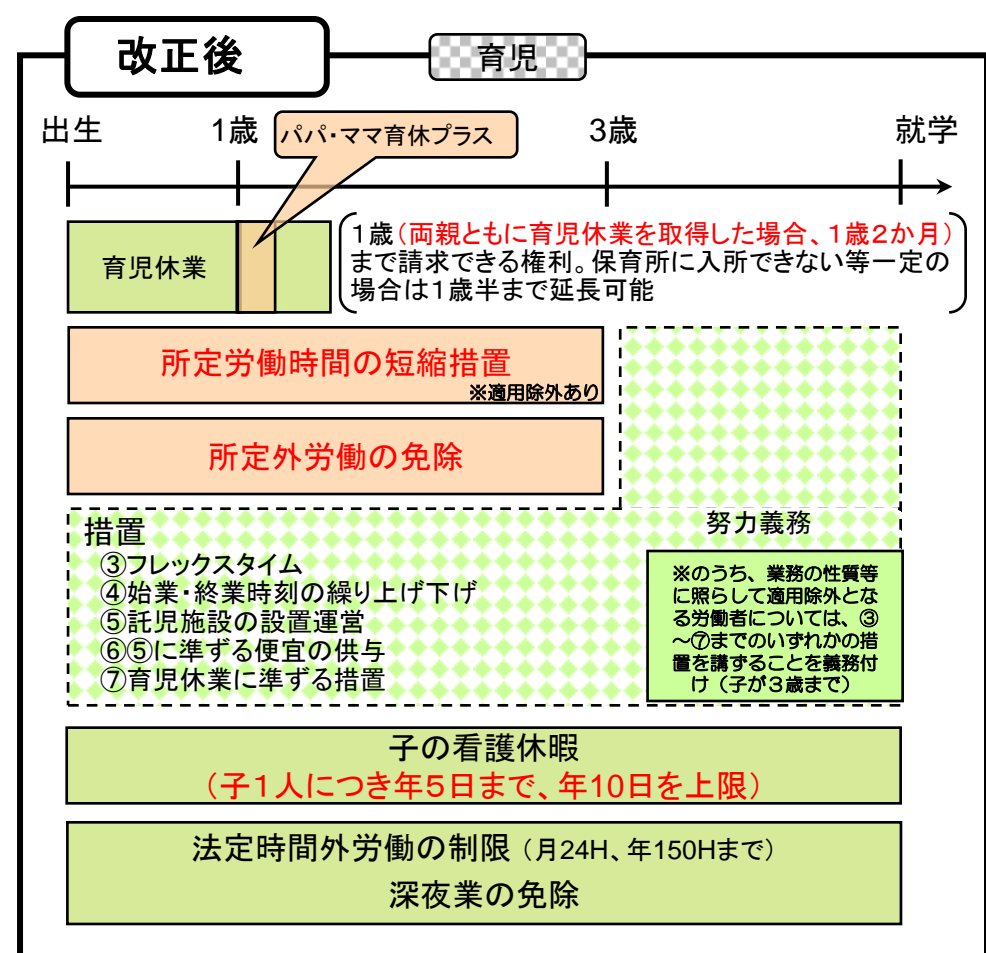 改正後
育児
出生
1歳
パパ・ママ育休プラス
3歳
就学
育児休業
1歳(両親ともに育児休業を取得した場合、1歳2か月)
まで請求できる権利。保育所に入所できない等一定の
場合は1歳半まで延長可能
所定労働時間の短縮措置
※適用除外あり
所定外労働の免除
努力義務
措置
③フレックスタイム
④始業・終業時刻の繰り上げ下げ
⑤託児施設の設置運営
⑥⑤に準ずる便宜の供与
⑦育児休業に準ずる措置
※のうち、業務の性質等
に照らして適用除外とな
る労働者については、③
~⑦までのいずれかの措
置を講ずることを義務付
け(子が3歳まで)
子の看護休暇
(子1人につき年5日まで、年10日を上限)
法定時間外労働の制限(月24H、年150Hまで)
深夜業の免除